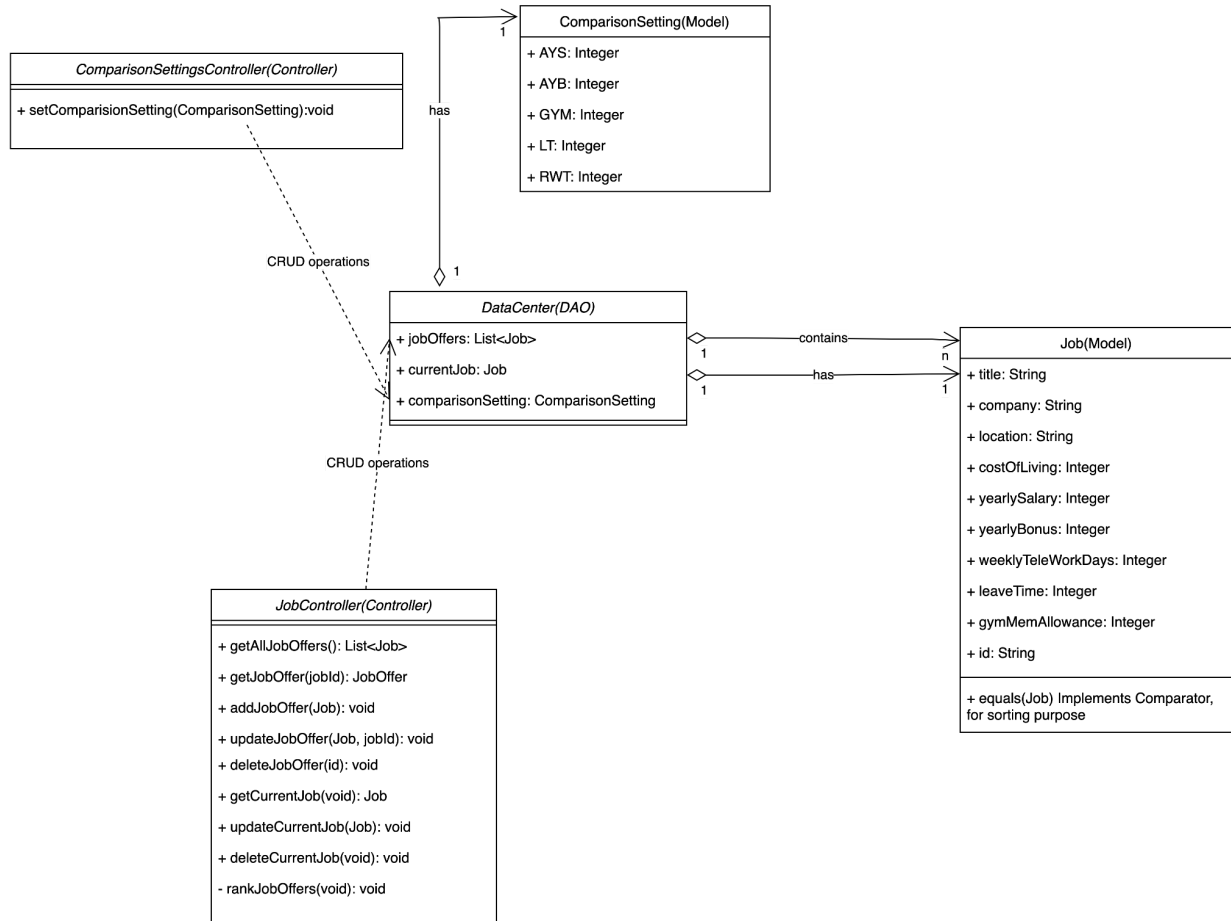 ComparisonSetting(Model)
+ AYS: Integer
+ AYB: Integer
+ GYM: Integer
+ LT: Integer
+ RWT: Integer
1
has
1
ComparisonSettingsController(Controller)
+ setComparisionSetting(ComparisonSetting):void
CRUD operations
DataCenter(DAO)
+ jobOffers: List<Job>
+ currentJob: Job
+ comparisonSetting: ComparisonSetting
1
contains
n
1
has
1
Job(Model)
+ title: String
+ company: String
+ location: String
+ costOfLiving: Integer
+ yearlySalary: Integer
+ yearlyBonus: Integer
+ weeklyTeleWorkDays: Integer
+ leaveTime: Integer
+ gymMemAllowance: Integer
+ id: String
+ equals(Job) Implements Comparator,
for sorting purpose
CRUD operations
JobController(Controller)
+ getAllJobOffers(): List<Job>
+ getJobOffer(jobId): JobOffer
+ addJobOffer(Job): void
+ updateJobOffer(Job, jobId): void
+ deleteJobOffer(id): void
+ getCurrentJob(void): Job
+ updateCurrentJob(Job): void
+ deleteCurrentJob(void): void
- rankJobOffers(void): void